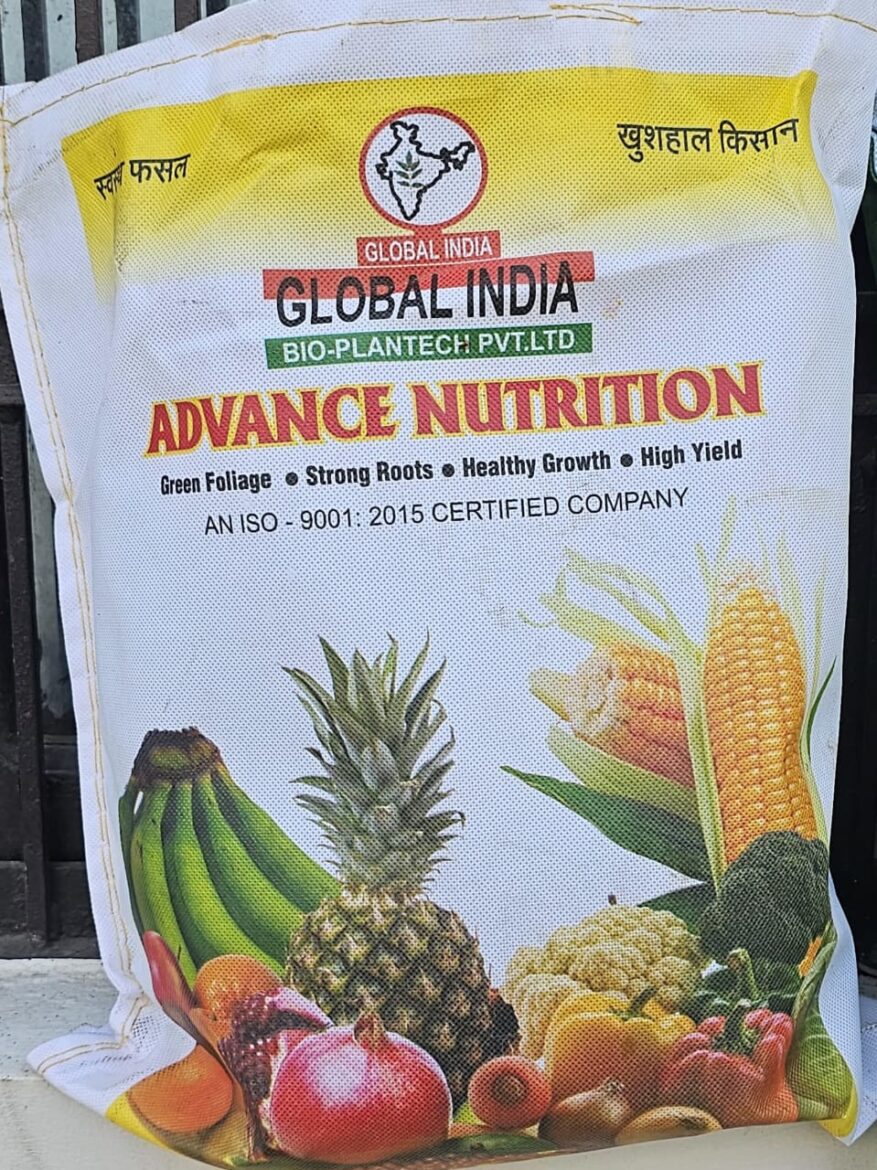 स्वस्थ फसल
खुशहाल किसान
GLOBAL INDIA
GLOBAL INDIA
BIO-PLANTECH PVT.LTD
ADVANCE NUTRITION
Green Foliage ● Strong Roots ● Healthy Growth ● High Yield
AN ISO - 9001: 2015 CERTIFIED COMPANY